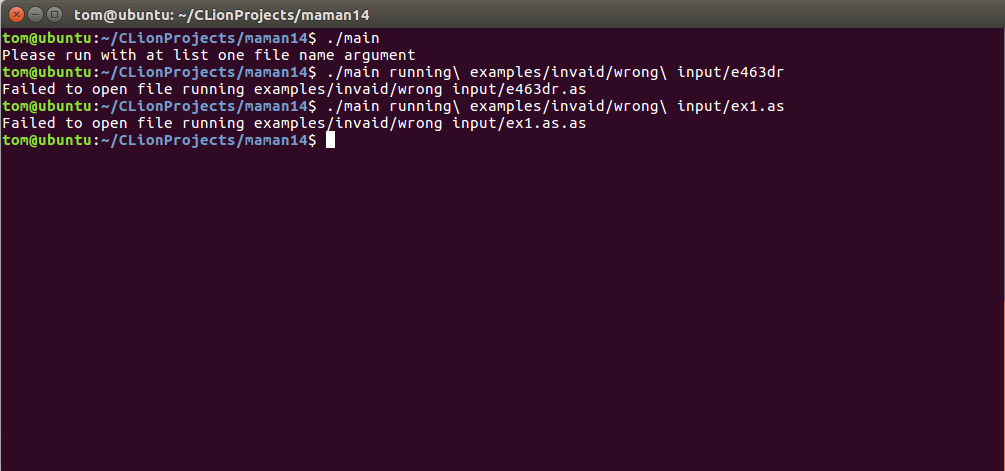 tom@ubuntu: ~/CLionProjects/maman14
tom@ubuntu:~/CLionProjects/maman14$ ./main
Please run with at list one file name argument
tom@ubuntu:~/CLionProjects/maman14$ ./main running\ examples/invaid/wrong\ input/e463dr
Failed to open file running examples/invaid/wrong input/e463dr.as
tom@ubuntu:~/CLionProjects/maman14$ ./main running\ examples/invaid/wrong\ input/ex1.as
Failed to open file running examples/invaid/wrong input/ex1.as.as
tom@ubuntu:~/CLionProjects/maman14$